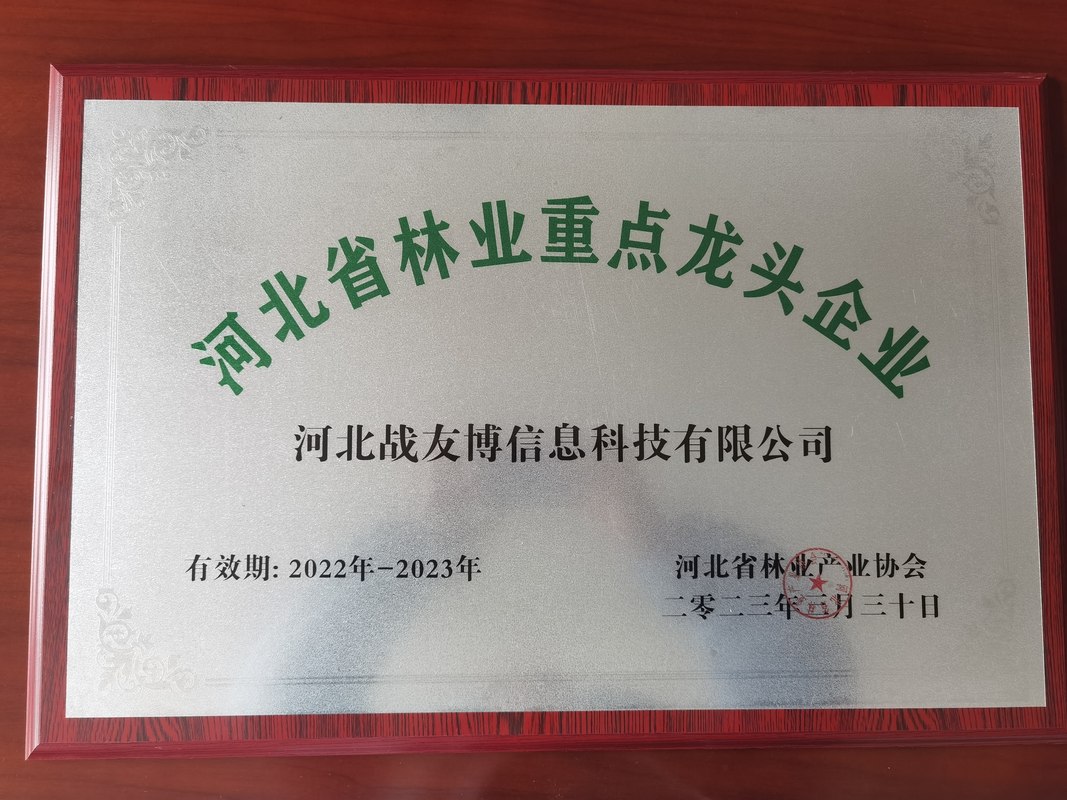 河北省林业重点龙头企业
河北战友博信息科技有限公司
有效期: 2022年-2023年
河北省林业产业协会
二零二三年三月三十日